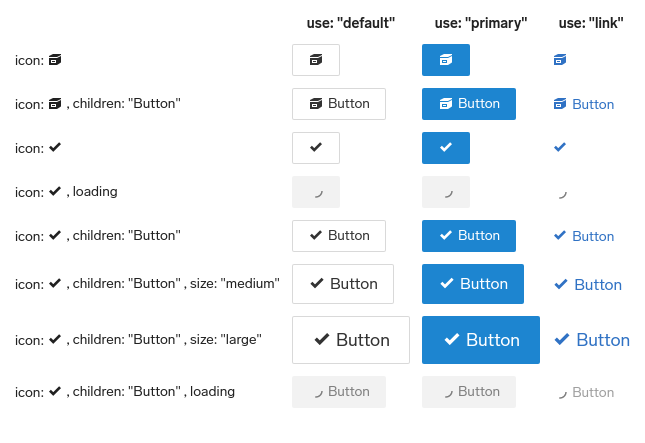 use: "default" use: "primary" use: "link"
icon:
icon: , children: "Button" Button Button Button
icon:
icon: , loading
icon: , children: "Button" Button Button Button
icon: , children: "Button" , size: "medium" Button Button Button
icon: , children: "Button" , size: "large" Button Button Button
icon: , children: "Button" , loading Button Button Button